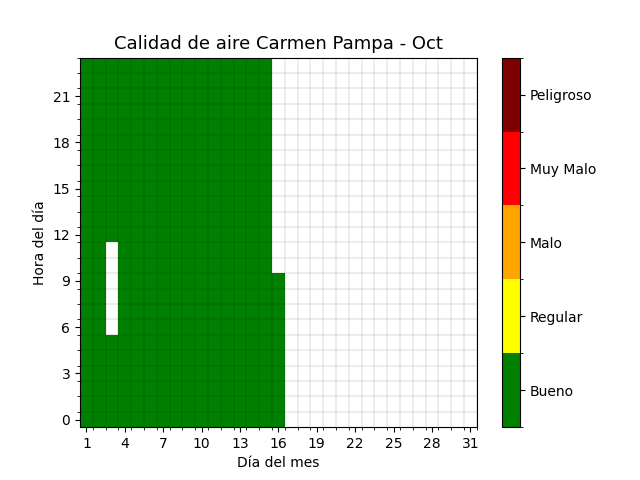 Calidad de aire Carmen Pampa - Oct
21
18
15
12
9
6
3
0
Hora del día
1 4 7 10 13 16 19 22 25 28 31
Día del mes
Peligroso
Muy Malo
Malo
Regular
Bueno